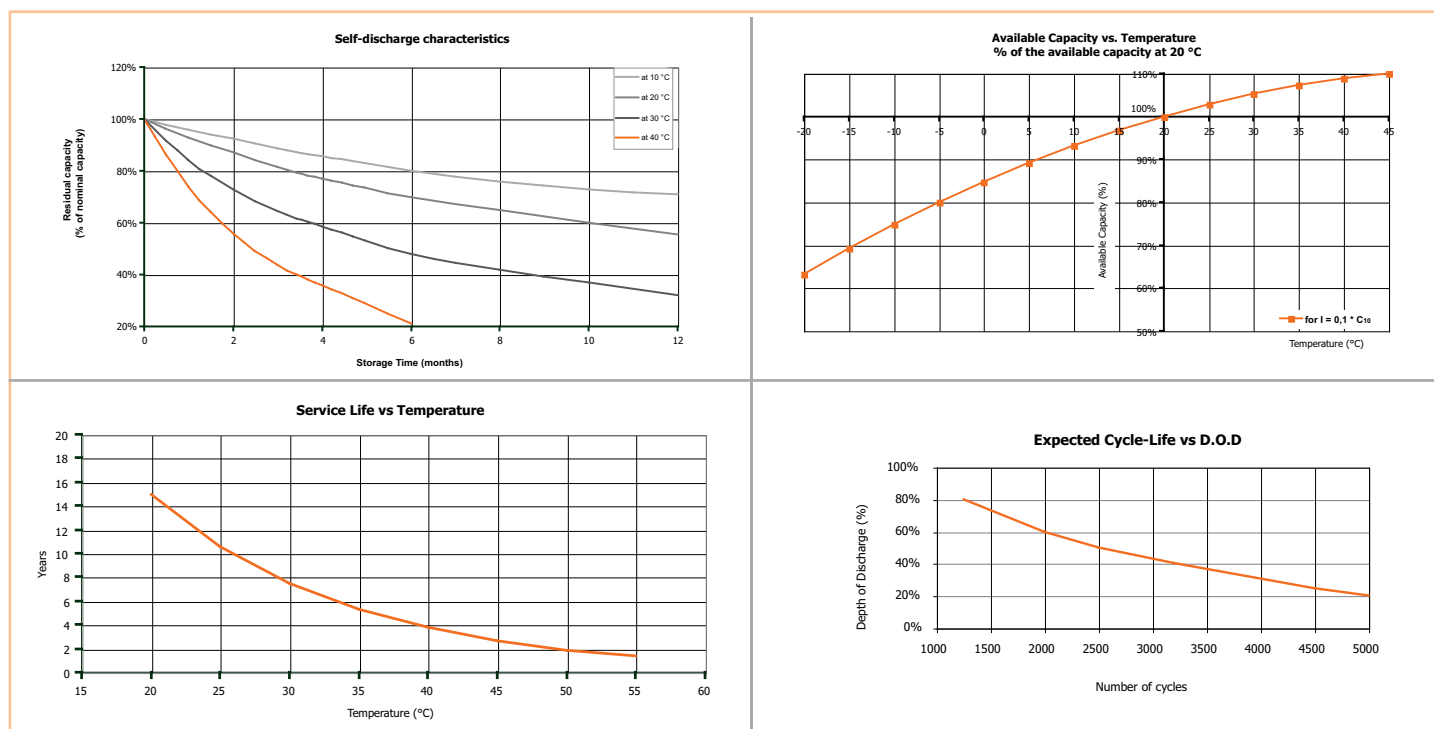 Self-discharge characteristics
120%
100%
80%
60%
40%
20%
Residual capacity
(% of nominal capacity)
at 10 °C
at 20 °C
at 30 °C
at 40 °C
0 2 4 6 8 10 12
Storage Time (months)
Available Capacity vs. Temperature
% of the available capacity at 20 °C
110%
100%
-20 -15 -10 -5 0 5 10 15 20 25 30 35 40 45
90%
80%
70%
60%
50%
Available Capacity (%)
for I = 0,1 * C₁₀
Temperature (°C)
Service Life vs Temperature
20
18
16
14
12
10
8
6
4
2
0
Years
15 20 25 30 35 40 45 50 55 60
Temperature (°C)
Expected Cycle-Life vs D.O.D
100%
80%
60%
40%
20%
0%
Depth of Discharge (%)
1000 1500 2000 2500 3000 3500 4000 4500 5000
Number of cycles